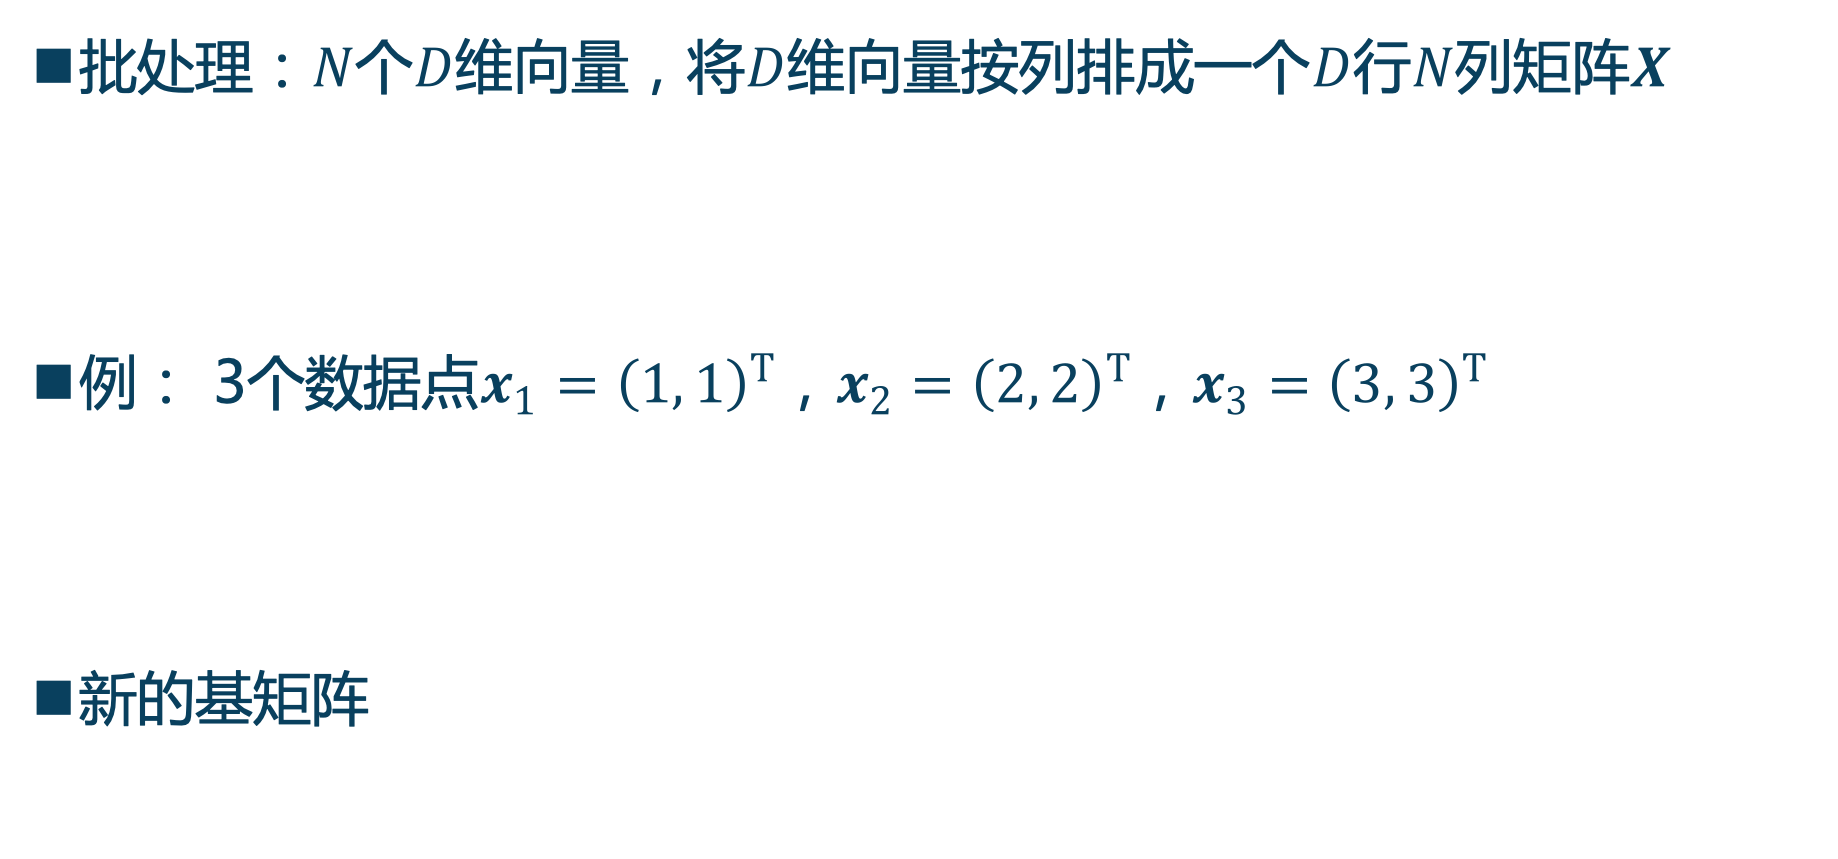 ■批处理：N个D维向量，将D维向量按列排成一个D行N列矩阵X
■例： 3个数据点x₁ = (1, 1)ᵀ，x₂ = (2, 2)ᵀ，x₃ = (3, 3)ᵀ
■新的基矩阵